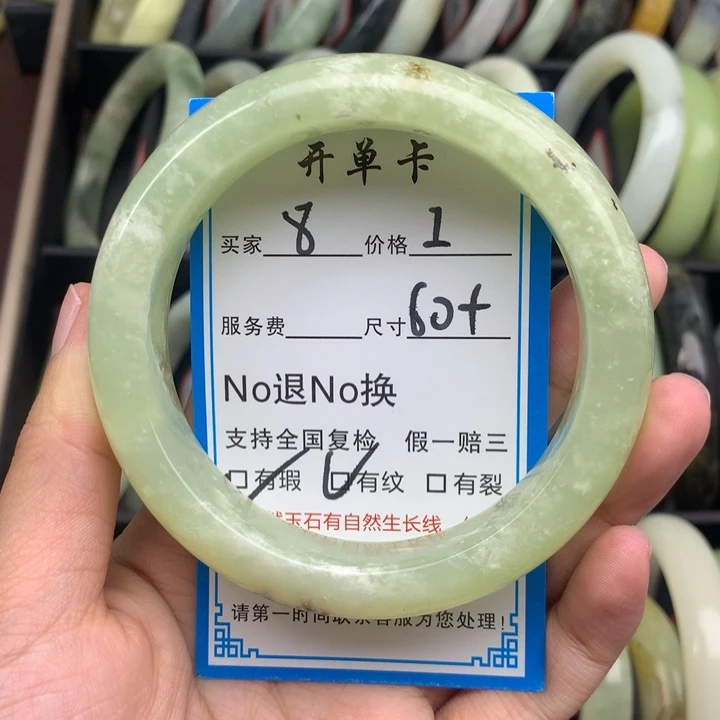 开单卡
买家 8 价格 1
服务费 尺寸 60+
No退No换
支持全国复检 假一赔三
□有瑕 □有纹 □有裂
玉石有自然生长线
请第一时间联系客服为您处理!